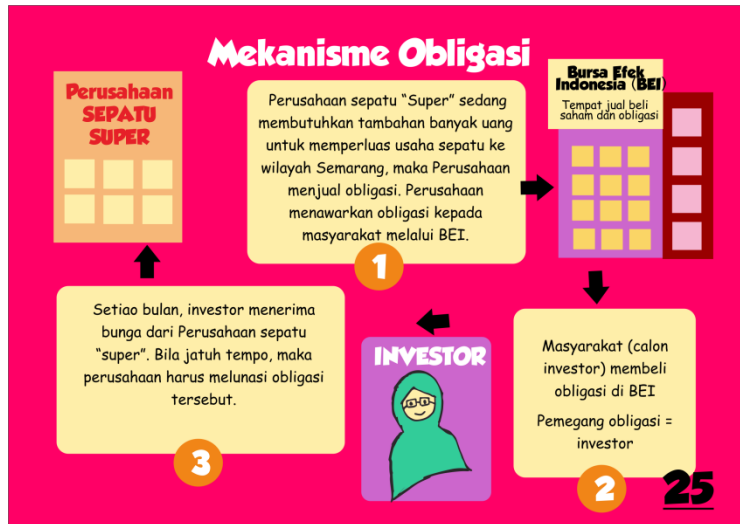 Mekanisme Obligasi
Perusahaan
SEPATU
SUPER
Perusahaan sepatu “Super” sedang
membutuhkan tambahan banyak uang
untuk memperluas usaha sepatu ke
wilayah Semarang, maka Perusahaan
menjual obligasi. Perusahaan
menawarkan obligasi kepada
masyarakat melalui BEI.
1
Bursa Efek
Indonesia (BEI)
Tempat jual beli
saham dan obligasi
Masyarakat (calon
investor) membeli
obligasi di BEI
Pemegang obligasi =
investor
2
INVESTOR
Setiao bulan, investor menerima
bunga dari Perusahaan sepatu
“super”. Bila jatuh tempo, maka
perusahaan harus melunasi obligasi
tersebut.
3
25